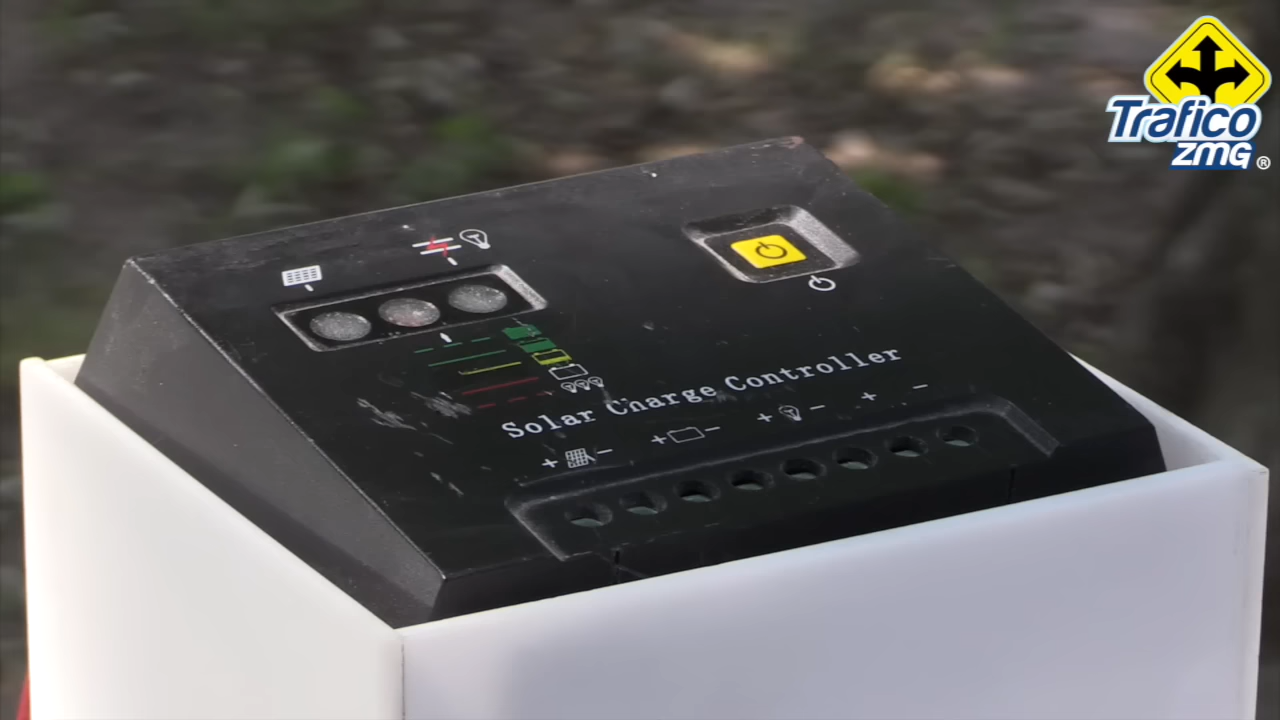 Trafico
ZMG®
Solar Charge Controller
+ −
+ −
+ −
+ −